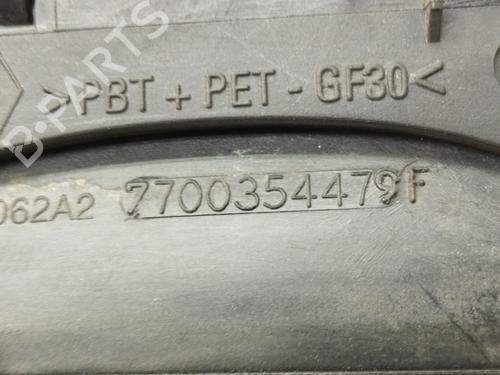 B-PARTS
>PBT + PET - GF30<
062A2 7700354479F